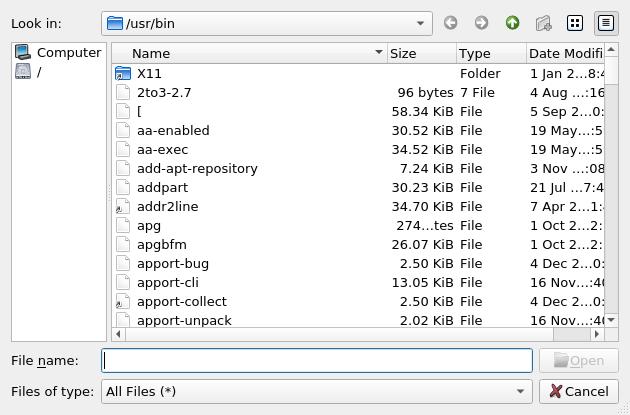 Look in: /usr/bin
Computer
/
Name Size Type Date Modifi
X11 Folder 1 Jan 2...8:4
2to3-2.7 96 bytes 7 File 4 Aug ...:16
[ 58.34 KiB File 5 Sep 2...0:
aa-enabled 30.52 KiB File 19 May...:5
aa-exec 34.52 KiB File 19 May...:5
add-apt-repository 7.24 KiB File 3 Nov ...:08
addpart 30.23 KiB File 21 Jul ...7:4
addr2line 34.70 KiB File 7 Apr 2...1:
apg 274...tes File 1 Oct 2...2:
apgbfm 26.07 KiB File 1 Oct 2...2:
apport-bug 2.50 KiB File 4 Dec 2...0:
apport-cli 13.05 KiB File 16 Nov...:40
apport-collect 2.50 KiB File 4 Dec 2...0:
apport-unpack 2.02 KiB File 16 Nov...:40
File name: Open
Files of type: All Files (*) Cancel